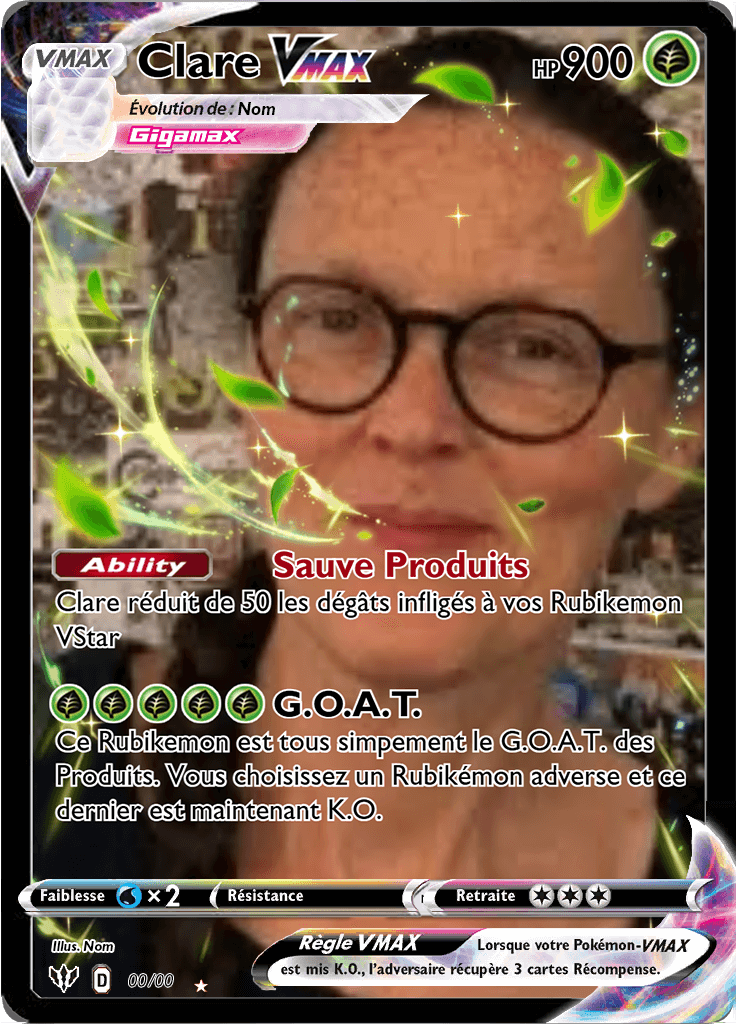 VMAX
Clare VMAX
HP 900
Évolution de : Nom
Gigamax
Ability
Sauve Produits
Clare réduit de 50 les dégâts infligés à vos Rubikemon
VStar
G.O.A.T.
Ce Rubikemon est tous simpement le G.O.A.T. des
Produits. Vous choisissez un Rubikémon adverse et ce
dernier est maintenant K.O.
Faiblesse ×2
Résistance
Retraite
Illus. Nom
D 00/00
Règle VMAX
Lorsque votre Pokémon-VMAX
est mis K.O., l'adversaire récupère 3 cartes Récompense.